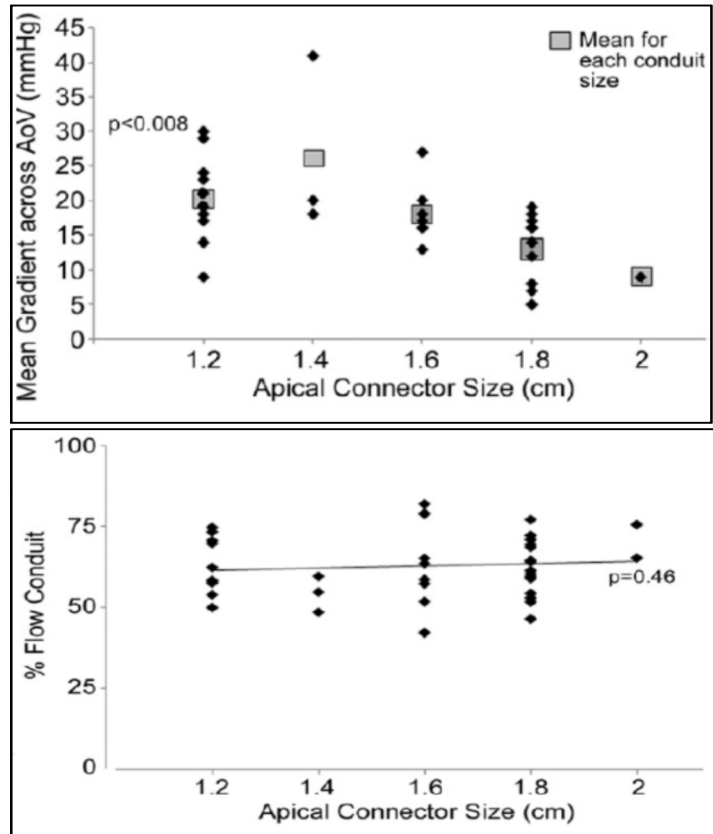 45
40
35
30
25
20
15
10
5
0
Mean Gradient across AoV (mmHg)
Mean for
each conduit
size
p<0.008
1.2 1.4 1.6 1.8 2
Apical Connector Size (cm)
100
75
50
25
0
% Flow Conduit
p=0.46
1.2 1.4 1.6 1.8 2
Apical Connector Size (cm)